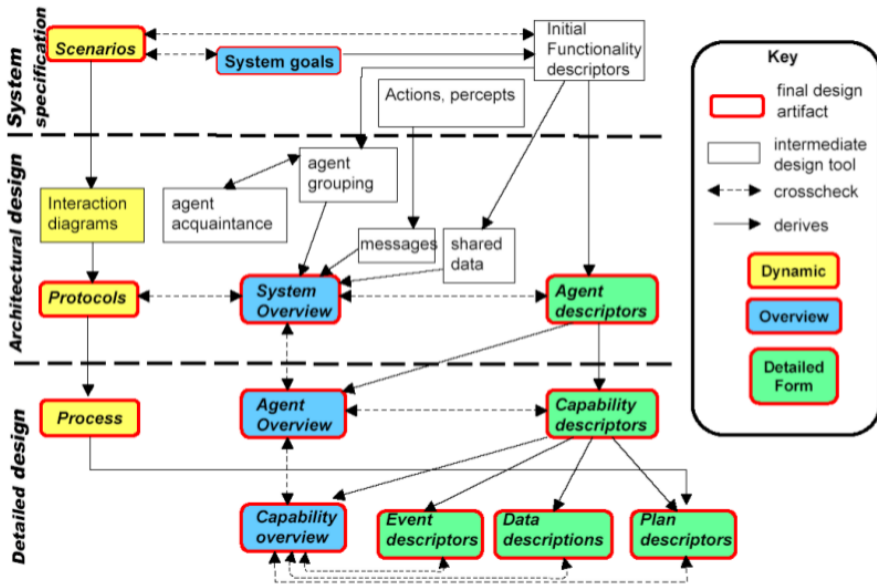 System
specification
Scenarios
System goals
Initial
Functionality
descriptors
Actions, percepts
Architectural design
Interaction
diagrams
agent
acquaintance
agent
grouping
messages
shared
data
Protocols
System
Overview
Agent
descriptors
Detailed design
Process
Agent
Overview
Capability
descriptors
Capability
overview
Event
descriptors
Data
descriptions
Plan
descriptors
Key
final design
artifact
intermediate
design tool
crosscheck
derives
Dynamic
Overview
Detailed
Form